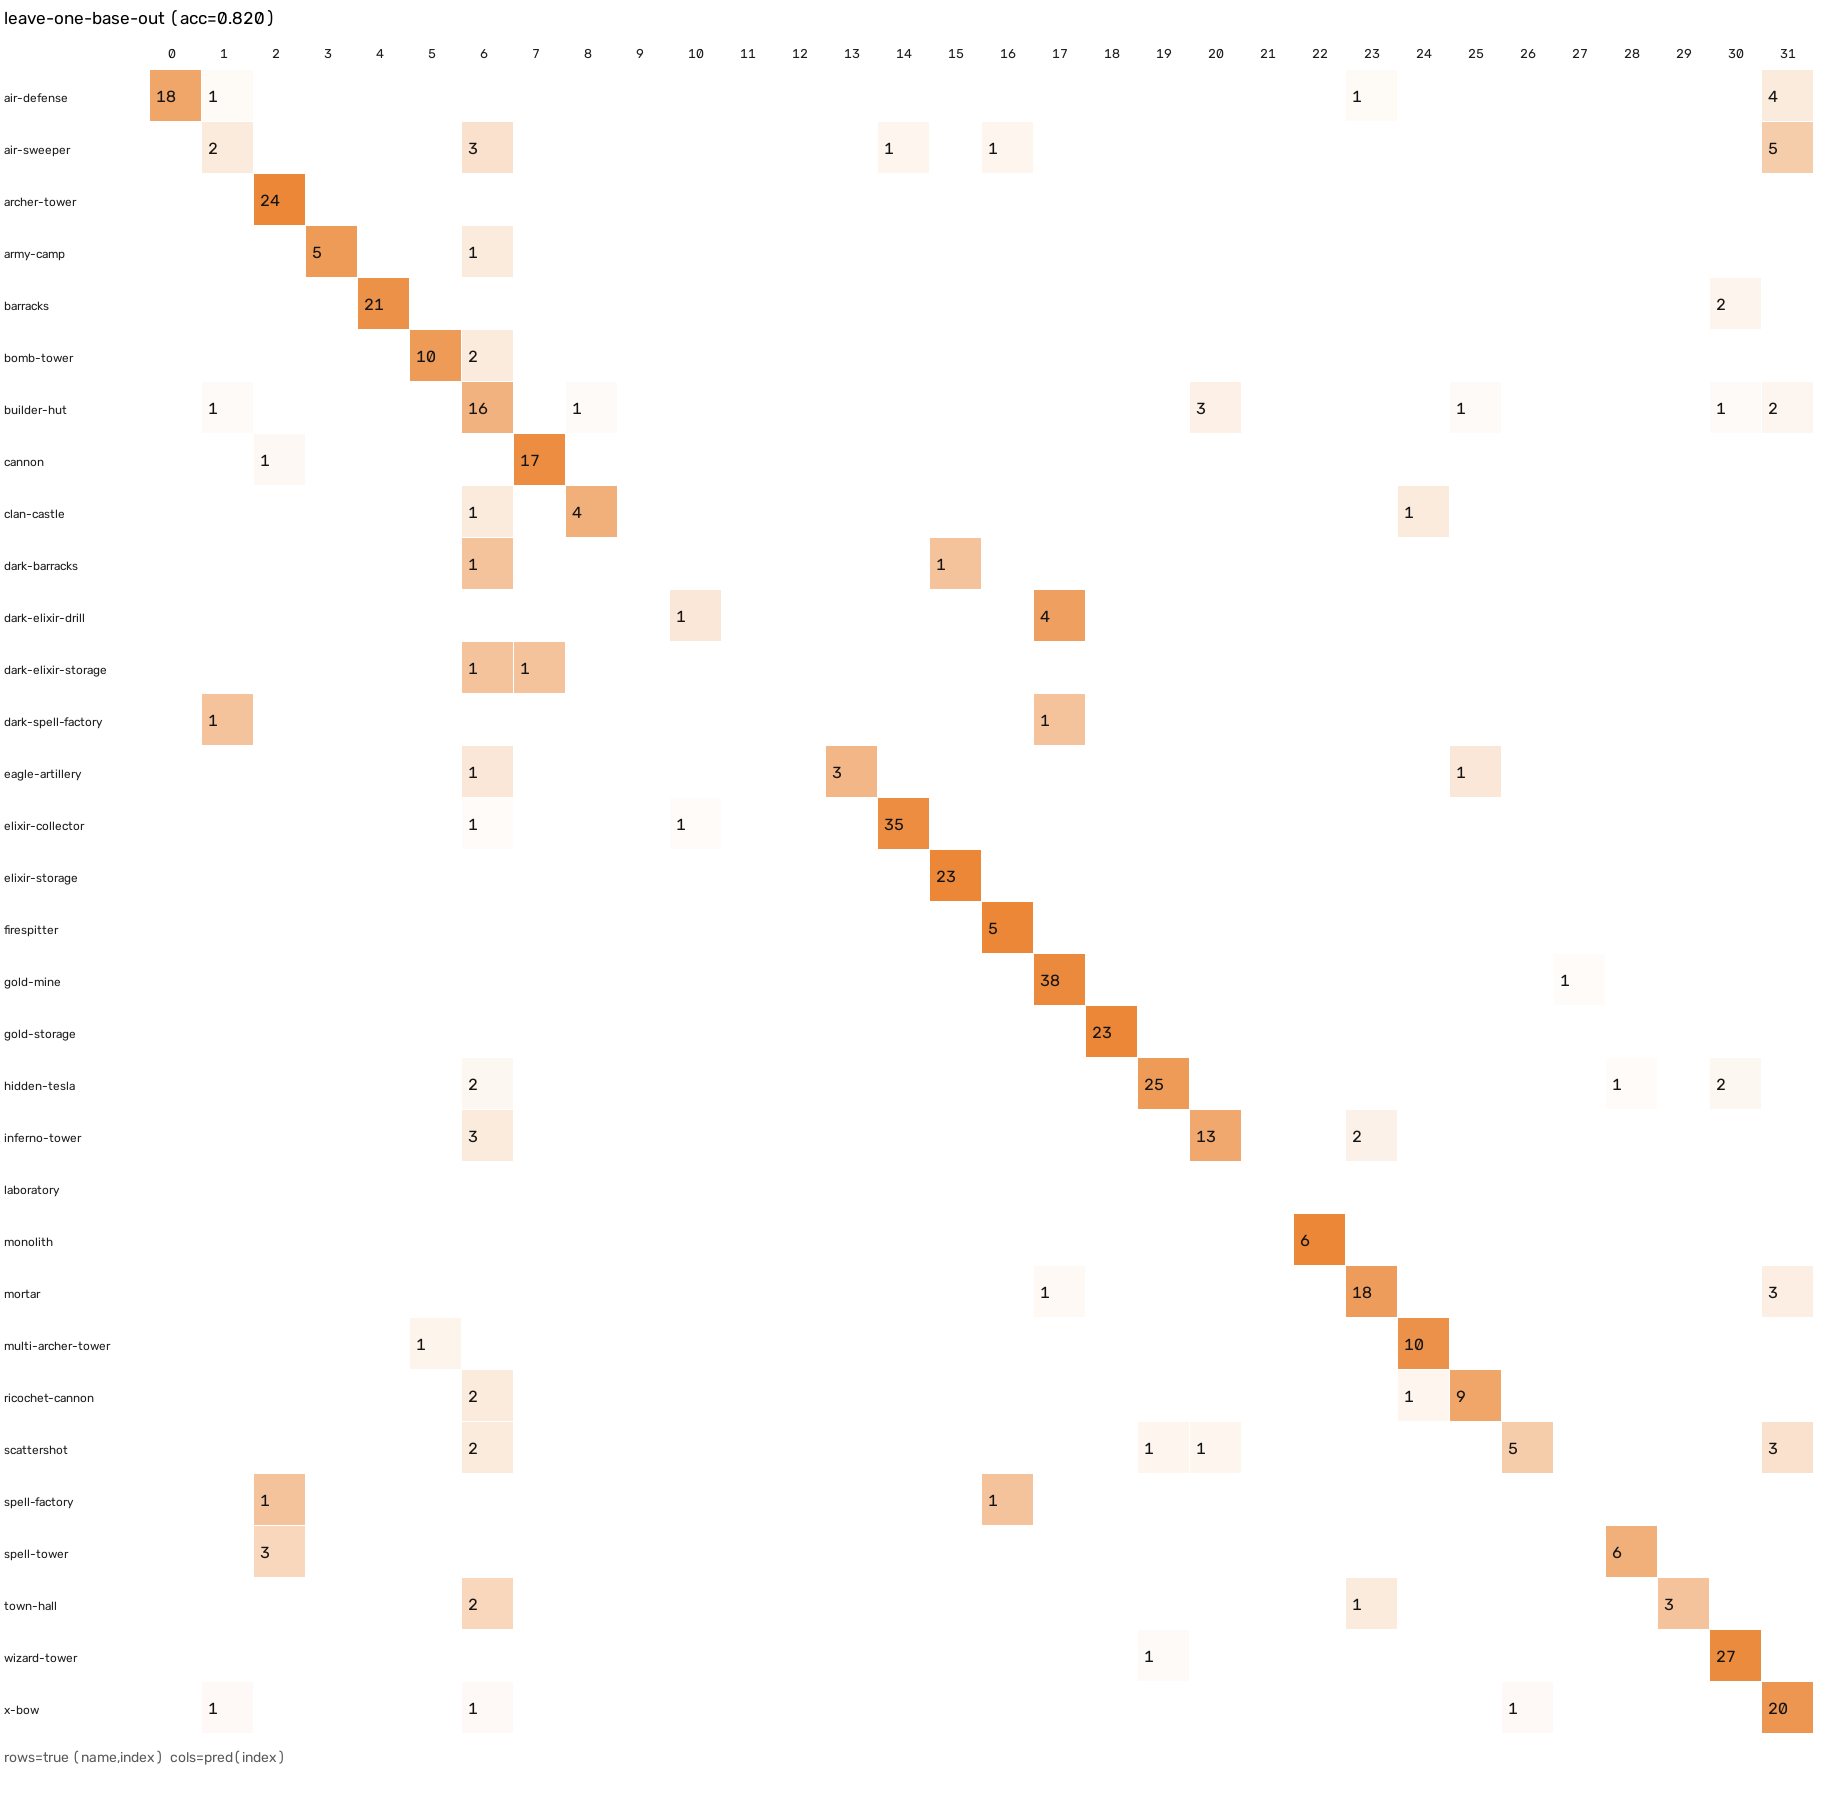 leave-one-base-out (acc=0.820)
0 1 2 3 4 5 6 7 8 9 10 11 12 13 14 15 16 17 18 19 20 21 22 23 24 25 26 27 28 29 30 31
air-defense 18 1 1 4
air-sweeper 2 3 1 1 5
archer-tower 24
army-camp 5 1
barracks 21 2
bomb-tower 10 2
builder-hut 1 16 1 3 1 1 2
cannon 1 17
clan-castle 1 4 1
dark-barracks 1 1
dark-elixir-drill 1 4
dark-elixir-storage 1 1
dark-spell-factory 1 1
eagle-artillery 1 3 1
elixir-collector 1 1 35
elixir-storage 23
firespitter 5
gold-mine 38 1
gold-storage 23
hidden-tesla 2 25 1 2
inferno-tower 3 13 2
laboratory
monolith 6
mortar 1 18 3
multi-archer-tower 1 10
ricochet-cannon 2 1 9
scattershot 2 1 1 5 3
spell-factory 1 1
spell-tower 3 6
town-hall 2 1 3
wizard-tower 1 27
x-bow 1 1 1 20
rows=true (name,index) cols=pred(index)